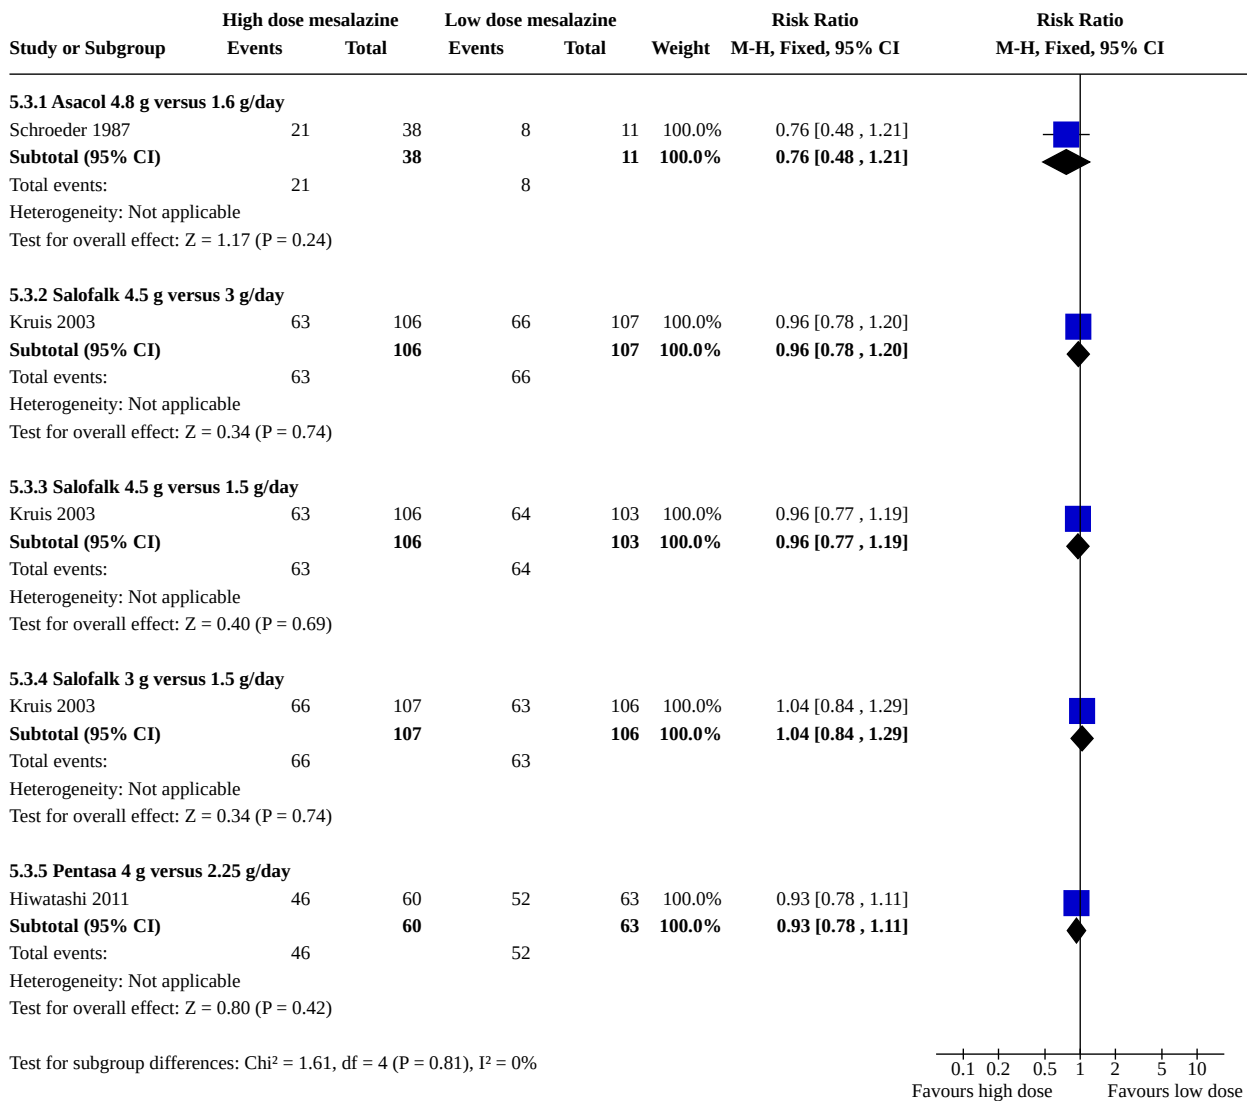 High dose mesalazine Low dose mesalazine Risk Ratio Risk Ratio
Study or Subgroup Events Total Events Total Weight M-H, Fixed, 95% CI M-H, Fixed, 95% CI
5.3.1 Asacol 4.8 g versus 1.6 g/day
Schroeder 1987 21 38 8 11 100.0% 0.76 [0.48 , 1.21]
Subtotal (95% CI) 38 11 100.0% 0.76 [0.48 , 1.21]
Total events: 21 8
Heterogeneity: Not applicable
Test for overall effect: Z = 1.17 (P = 0.24)
5.3.2 Salofalk 4.5 g versus 3 g/day
Kruis 2003 63 106 66 107 100.0% 0.96 [0.78 , 1.20]
Subtotal (95% CI) 106 107 100.0% 0.96 [0.78 , 1.20]
Total events: 63 66
Heterogeneity: Not applicable
Test for overall effect: Z = 0.34 (P = 0.74)
5.3.3 Salofalk 4.5 g versus 1.5 g/day
Kruis 2003 63 106 64 103 100.0% 0.96 [0.77 , 1.19]
Subtotal (95% CI) 106 103 100.0% 0.96 [0.77 , 1.19]
Total events: 63 64
Heterogeneity: Not applicable
Test for overall effect: Z = 0.40 (P = 0.69)
5.3.4 Salofalk 3 g versus 1.5 g/day
Kruis 2003 66 107 63 106 100.0% 1.04 [0.84 , 1.29]
Subtotal (95% CI) 107 106 100.0% 1.04 [0.84 , 1.29]
Total events: 66 63
Heterogeneity: Not applicable
Test for overall effect: Z = 0.34 (P = 0.74)
5.3.5 Pentasa 4 g versus 2.25 g/day
Hiwatashi 2011 46 60 52 63 100.0% 0.93 [0.78 , 1.11]
Subtotal (95% CI) 60 63 100.0% 0.93 [0.78 , 1.11]
Total events: 46 52
Heterogeneity: Not applicable
Test for overall effect: Z = 0.80 (P = 0.42)
Test for subgroup differences: Chi² = 1.61, df = 4 (P = 0.81), I² = 0%
0.1 0.2 0.5 1 2 5 10
Favours high dose Favours low dose